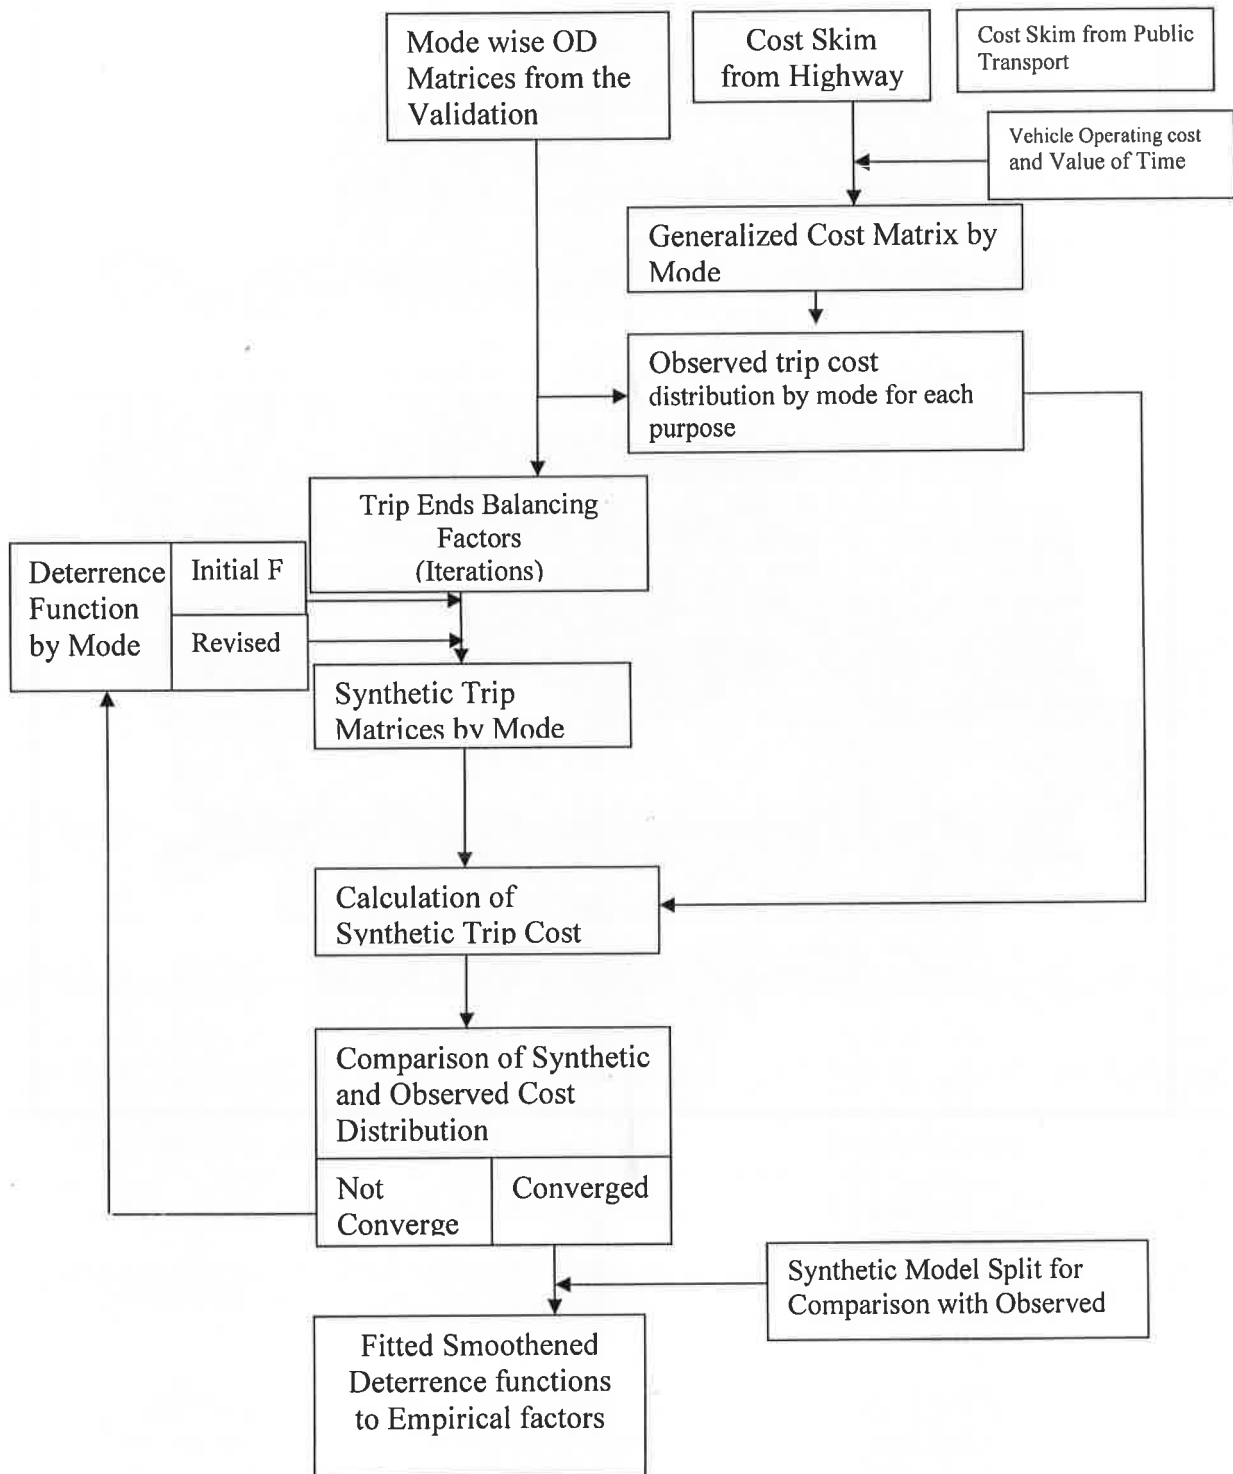 Mode wise OD
Matrices from the
Validation
Cost Skim
from Highway
Cost Skim from Public
Transport
Vehicle Operating cost
and Value of Time
Generalized Cost Matrix by
Mode
Observed trip cost
distribution by mode for each
purpose
Trip Ends Balancing
Factors
(Iterations)
Deterrence
Function
by Mode
Initial F
Revised
Synthetic Trip
Matrices by Mode
Calculation of
Synthetic Trip Cost
Comparison of Synthetic
and Observed Cost
Distribution
Not
Converge
Converged
Synthetic Model Split for
Comparison with Observed
Fitted Smoothened
Deterrence functions
to Empirical factors